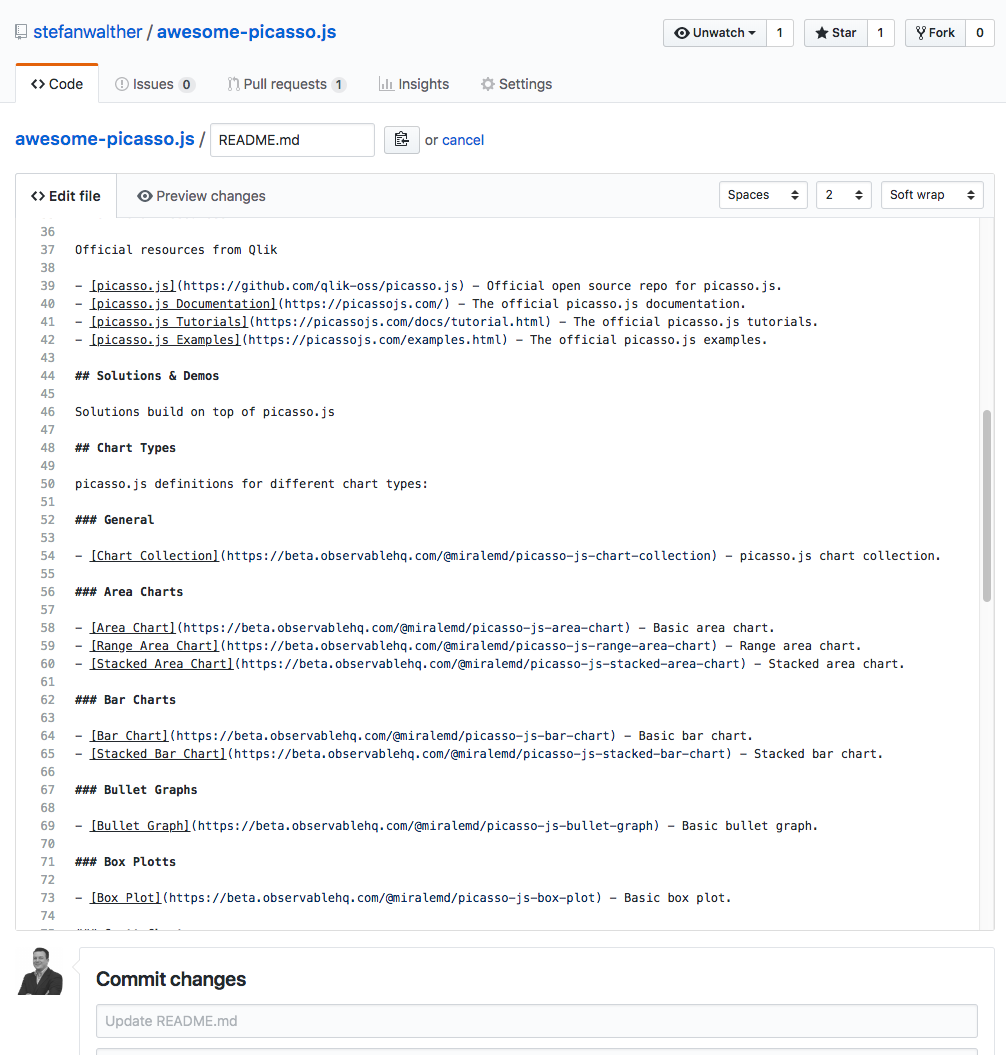 stefanwalther / awesome-picasso.js
Unwatch 1 Star 1 Fork 0
Code Issues 0 Pull requests 1 Insights Settings
awesome-picasso.js / README.md or cancel
Edit file Preview changes Spaces 2 Soft wrap
36
37 Official resources from Qlik
38
39 - [picasso.js](https://github.com/qlik-oss/picasso.js) - Official open source repo for picasso.js.
40 - [picasso.js Documentation](https://picassojs.com/) - The official picasso.js documentation.
41 - [picasso.js Tutorials](https://picassojs.com/docs/tutorial.html) - The official picasso.js tutorials.
42 - [picasso.js Examples](https://picassojs.com/examples.html) - The official picasso.js examples.
43
44 ## Solutions & Demos
45
46 Solutions build on top of picasso.js
47
48 ## Chart Types
49
50 picasso.js definitions for different chart types:
51
52 ### General
53
54 - [Chart Collection](https://beta.observablehq.com/@miralemd/picasso-js-chart-collection) - picasso.js chart collection.
55
56 ### Area Charts
57
58 - [Area Chart](https://beta.observablehq.com/@miralemd/picasso-js-area-chart) - Basic area chart.
59 - [Range Area Chart](https://beta.observablehq.com/@miralemd/picasso-js-range-area-chart) - Range area chart.
60 - [Stacked Area Chart](https://beta.observablehq.com/@miralemd/picasso-js-stacked-area-chart) - Stacked area chart.
61
62 ### Bar Charts
63
64 - [Bar Chart](https://beta.observablehq.com/@miralemd/picasso-js-bar-chart) - Basic bar chart.
65 - [Stacked Bar Chart](https://beta.observablehq.com/@miralemd/picasso-js-stacked-bar-chart) - Stacked bar chart.
66
67 ### Bullet Graphs
68
69 - [Bullet Graph](https://beta.observablehq.com/@miralemd/picasso-js-bullet-graph) - Basic bullet graph.
70
71 ### Box Plotts
72
73 - [Box Plot](https://beta.observablehq.com/@miralemd/picasso-js-box-plot) - Basic box plot.
74
Commit changes
Update README.md